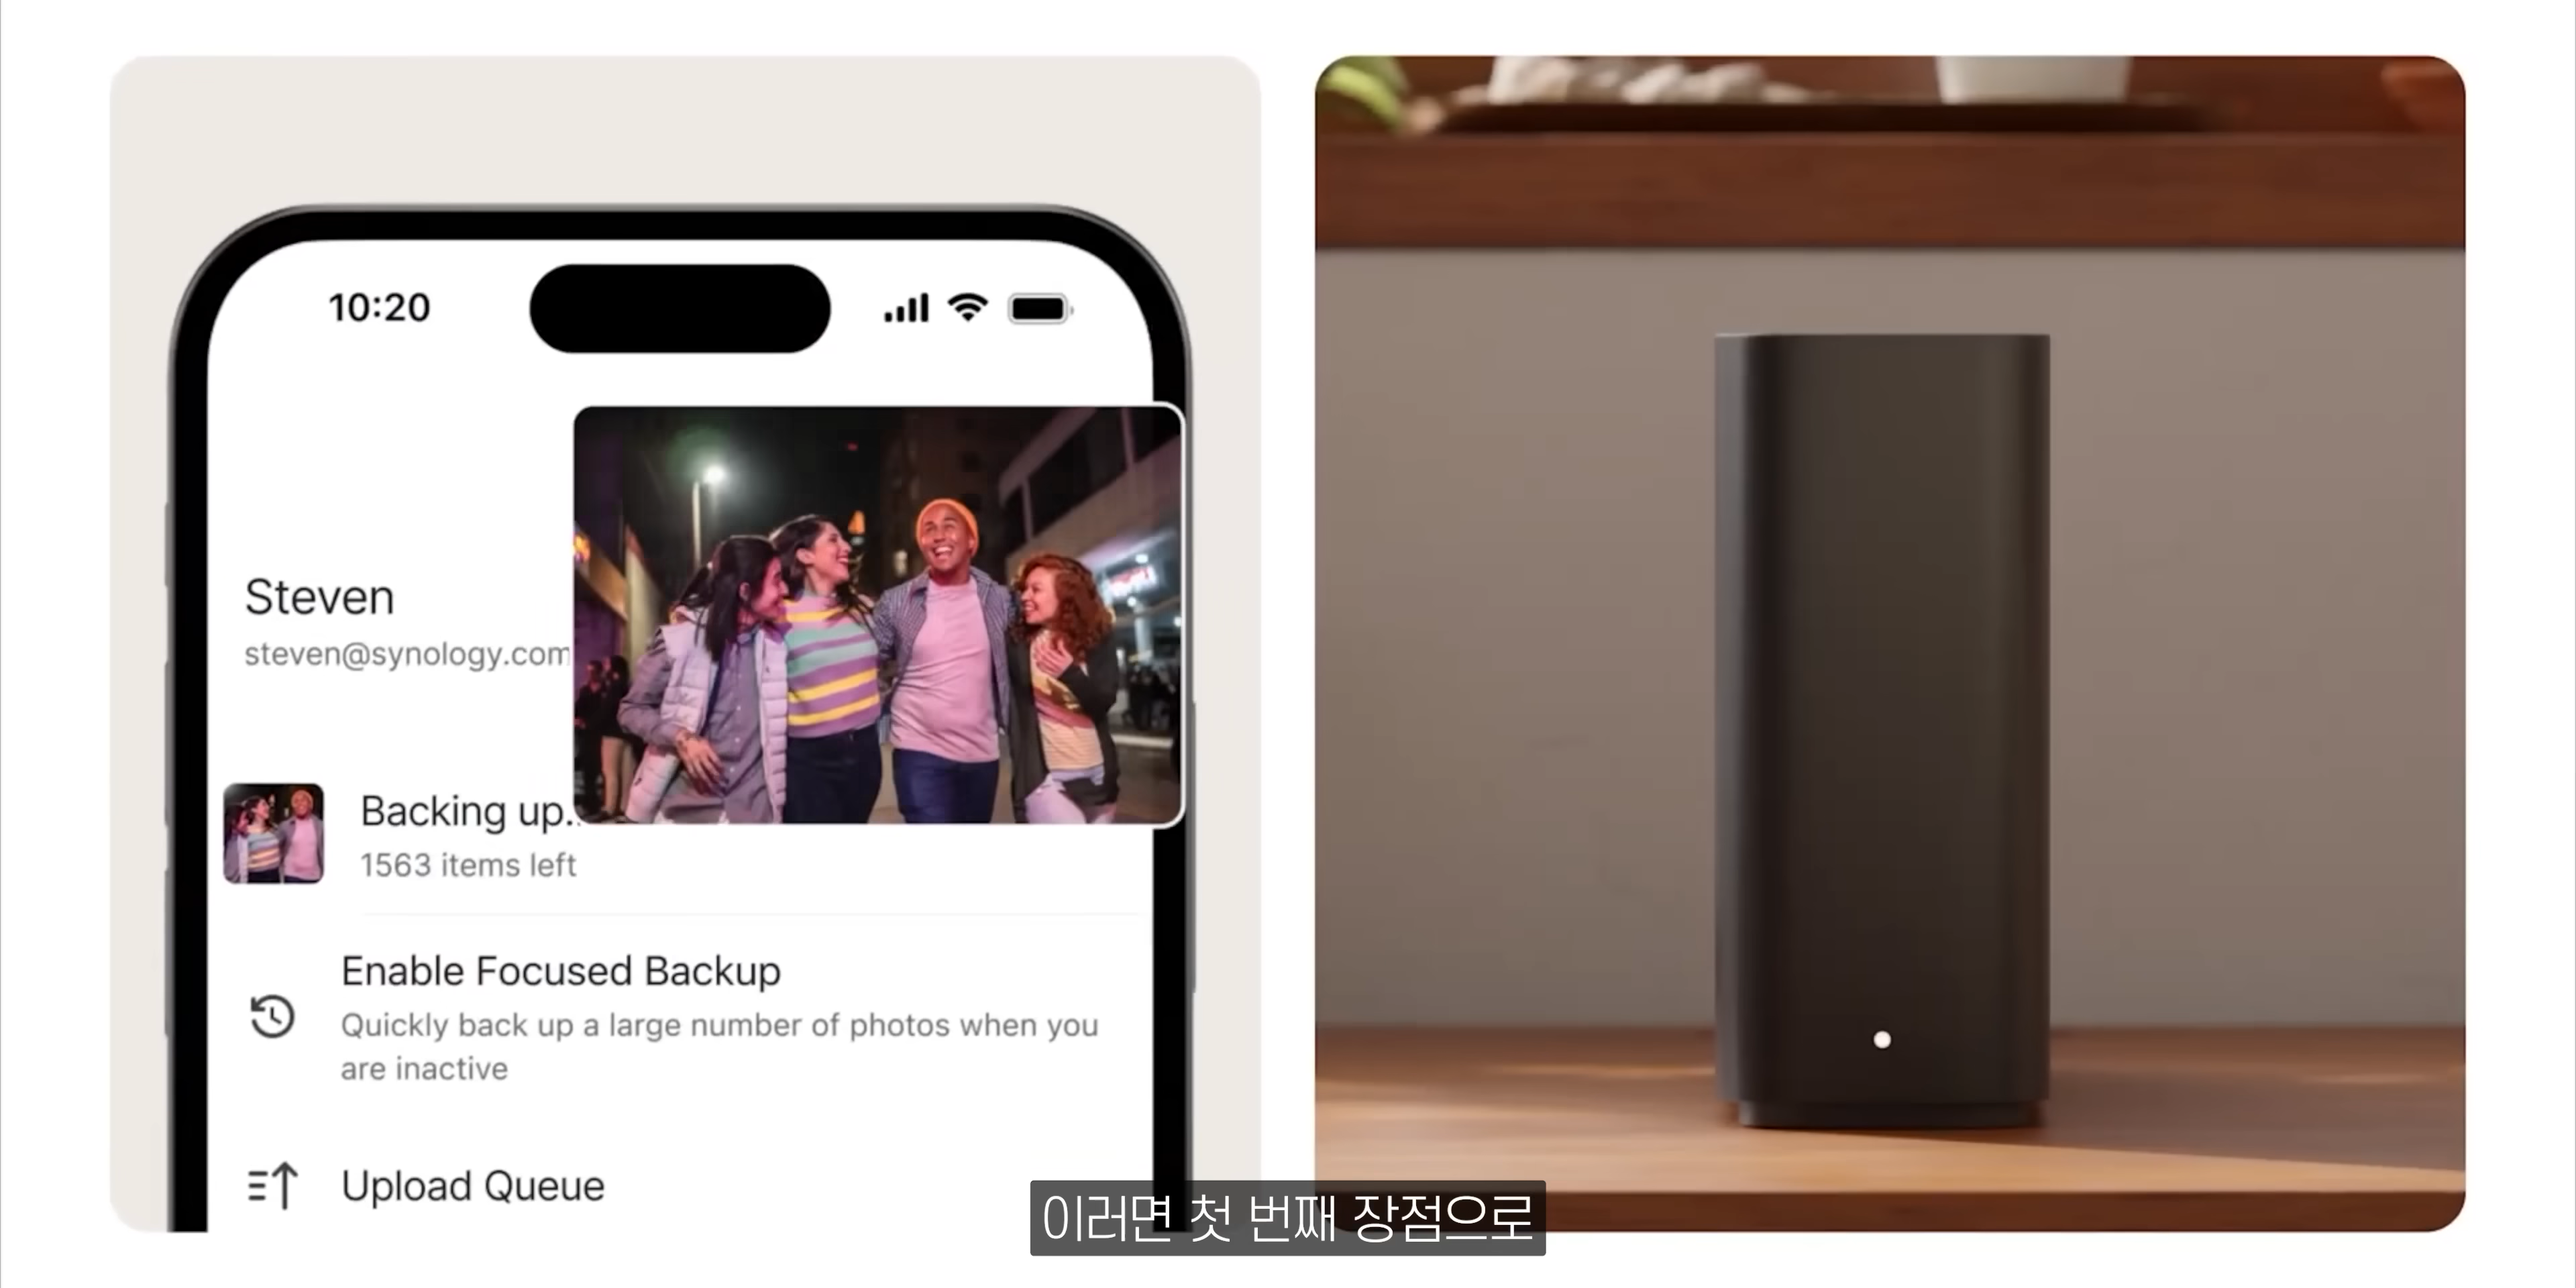 10:20
Steven
steven@synology.com
Backing up..
1563 items left
Enable Focused Backup
Quickly back up a large number of photos when you
are inactive
Upload Queue
이러면 첫 번째 장점으로